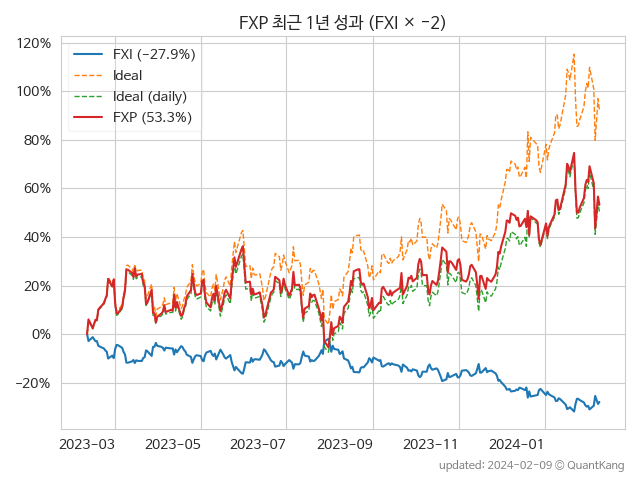 FXP 최근 1년 성과 (FXI × −2)
120%
100%
80%
60%
40%
20%
0%
−20%
FXI (−27.9%)
Ideal
Ideal (daily)
FXP (53.3%)
2023-03
2023-05
2023-07
2023-09
2023-11
2024-01
updated: 2024-02-09 © QuantKang